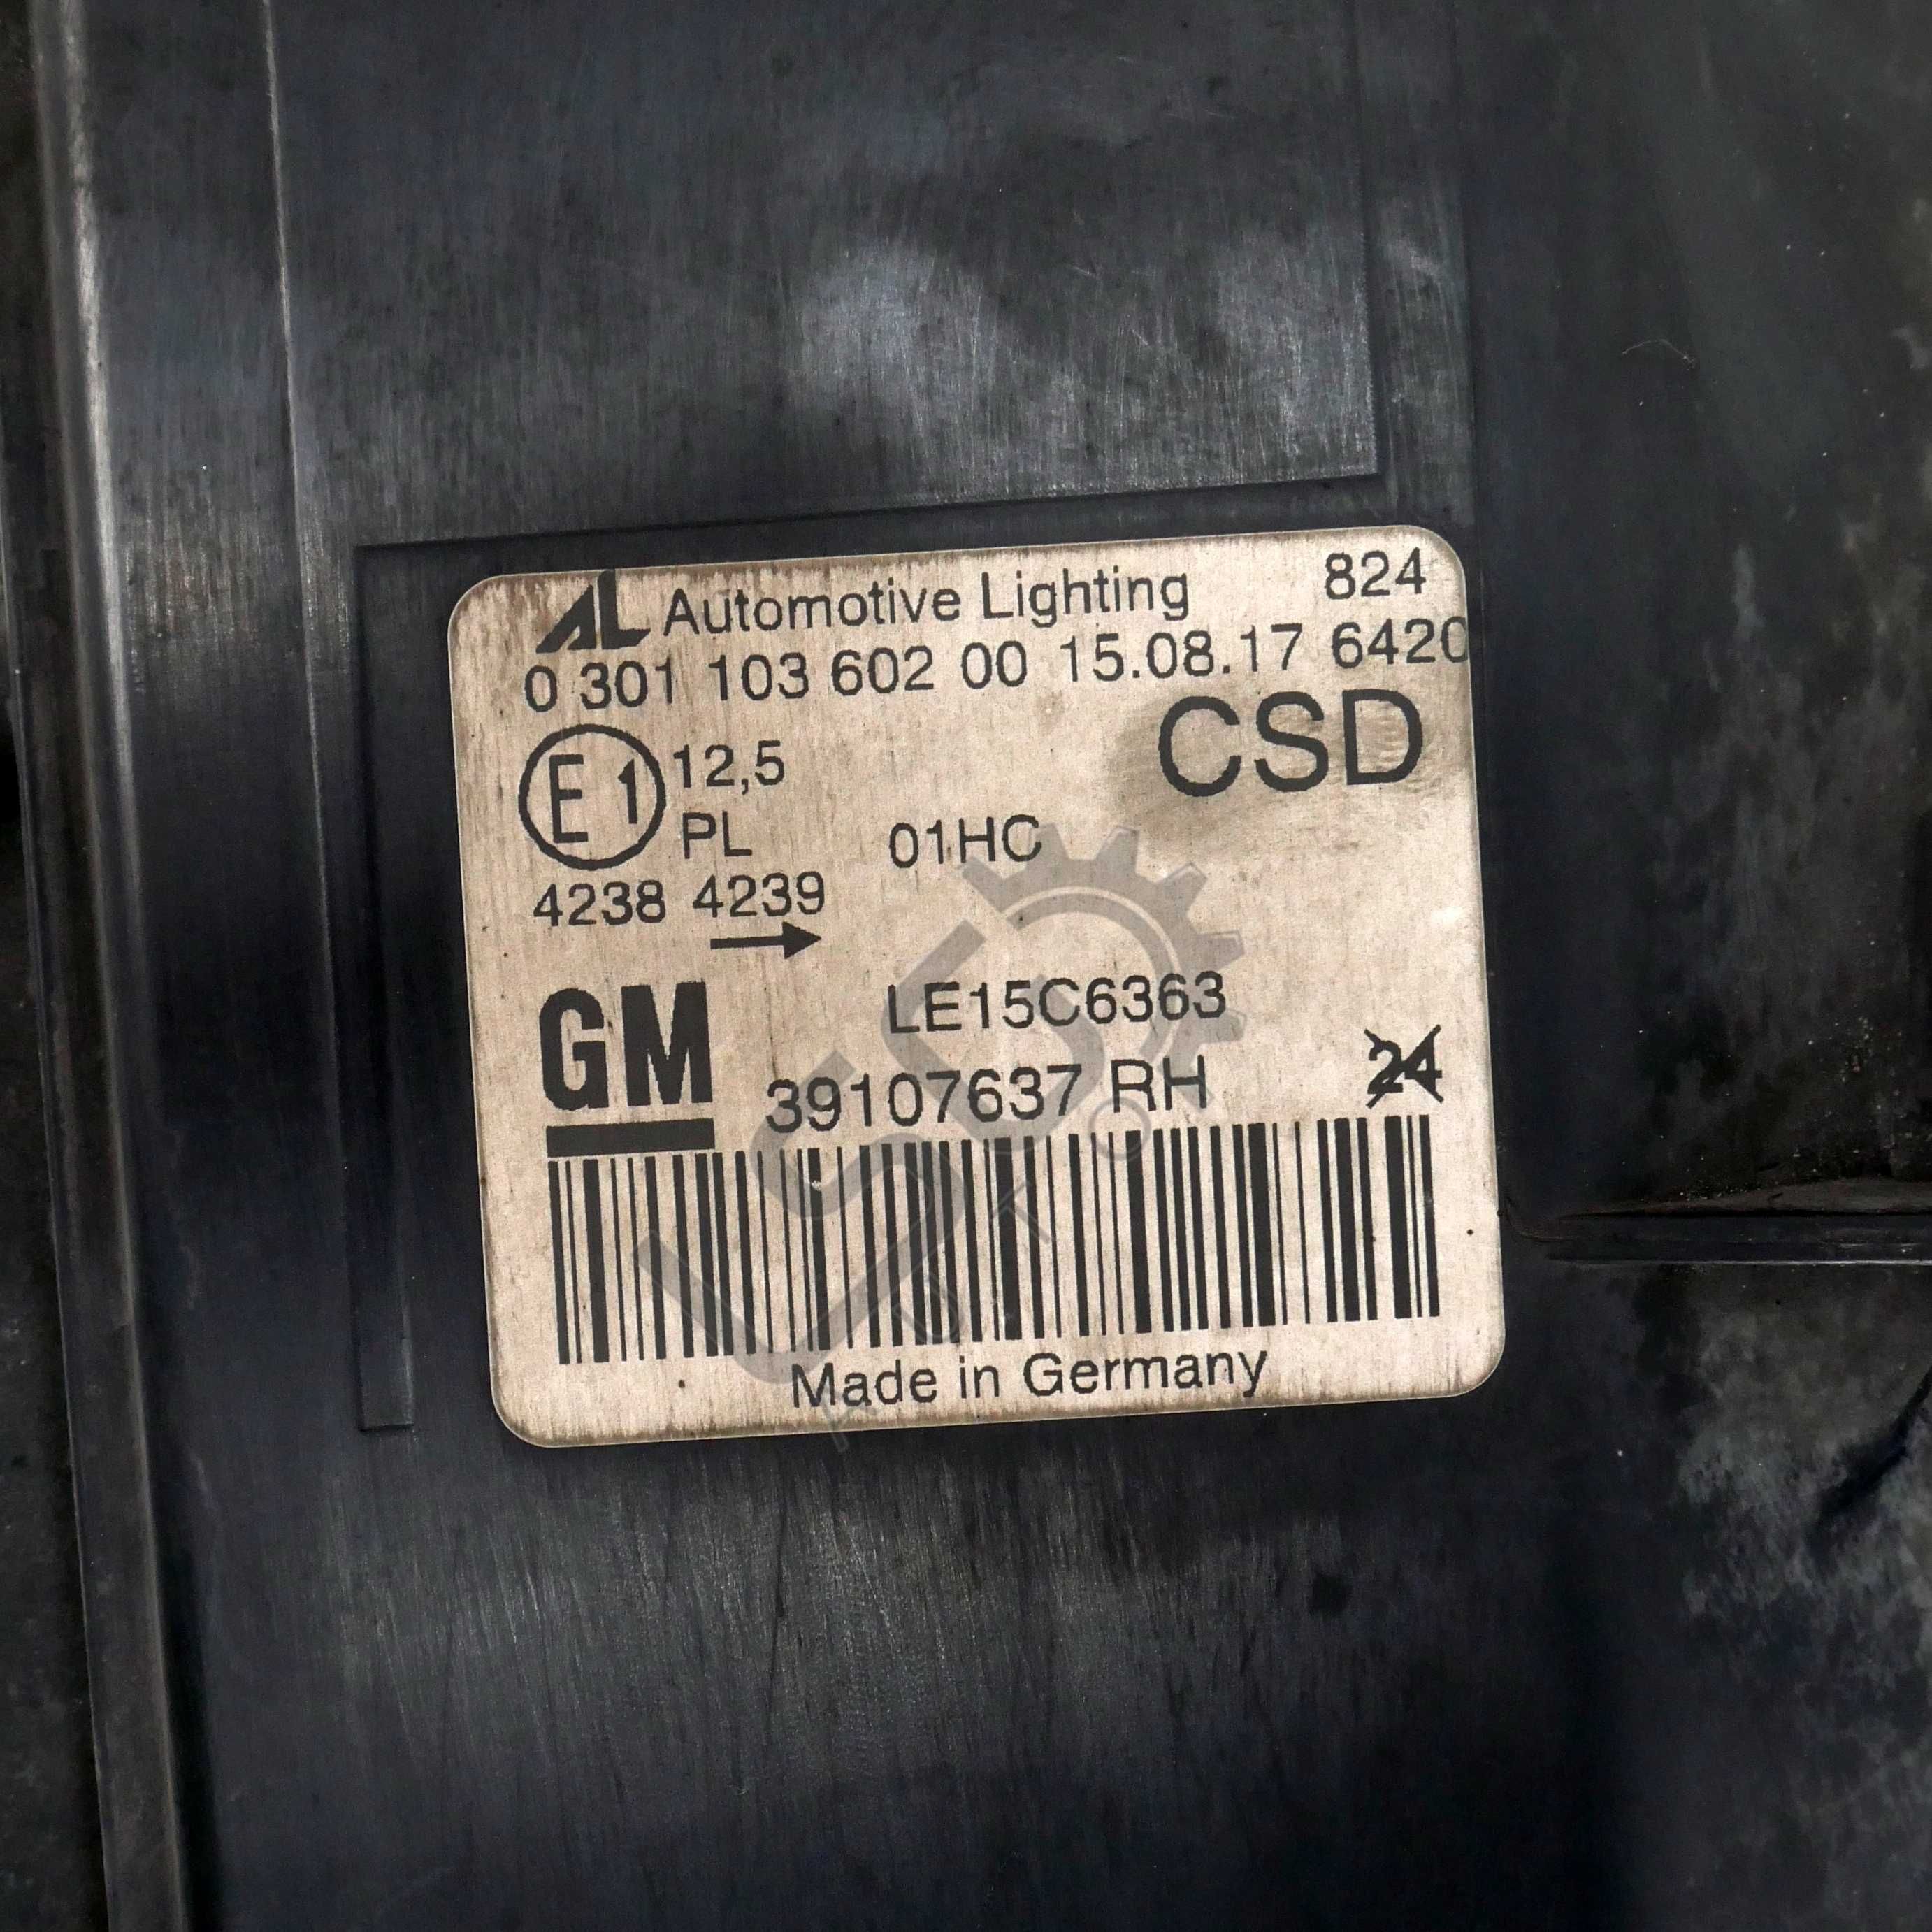 AL Automotive Lighting 824
0 301 103 602 00 15.08.17 6420
CSD
E1 12,5
PL 01HC
4238 4239
→
GM LE15C6363
39107637 RH 24
Made in Germany